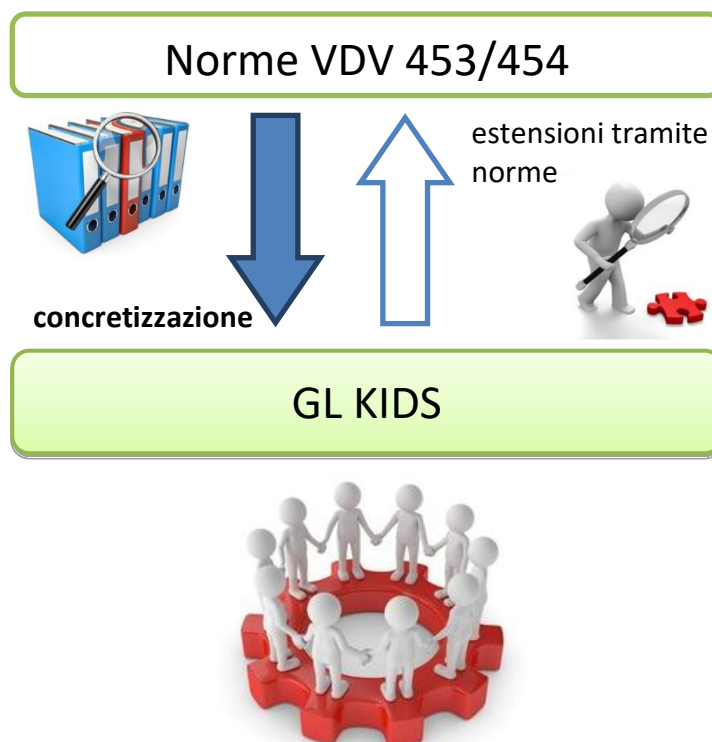 Norme VDV 453/454
estensioni tramite
norme
concretizzazione
GL KIDS